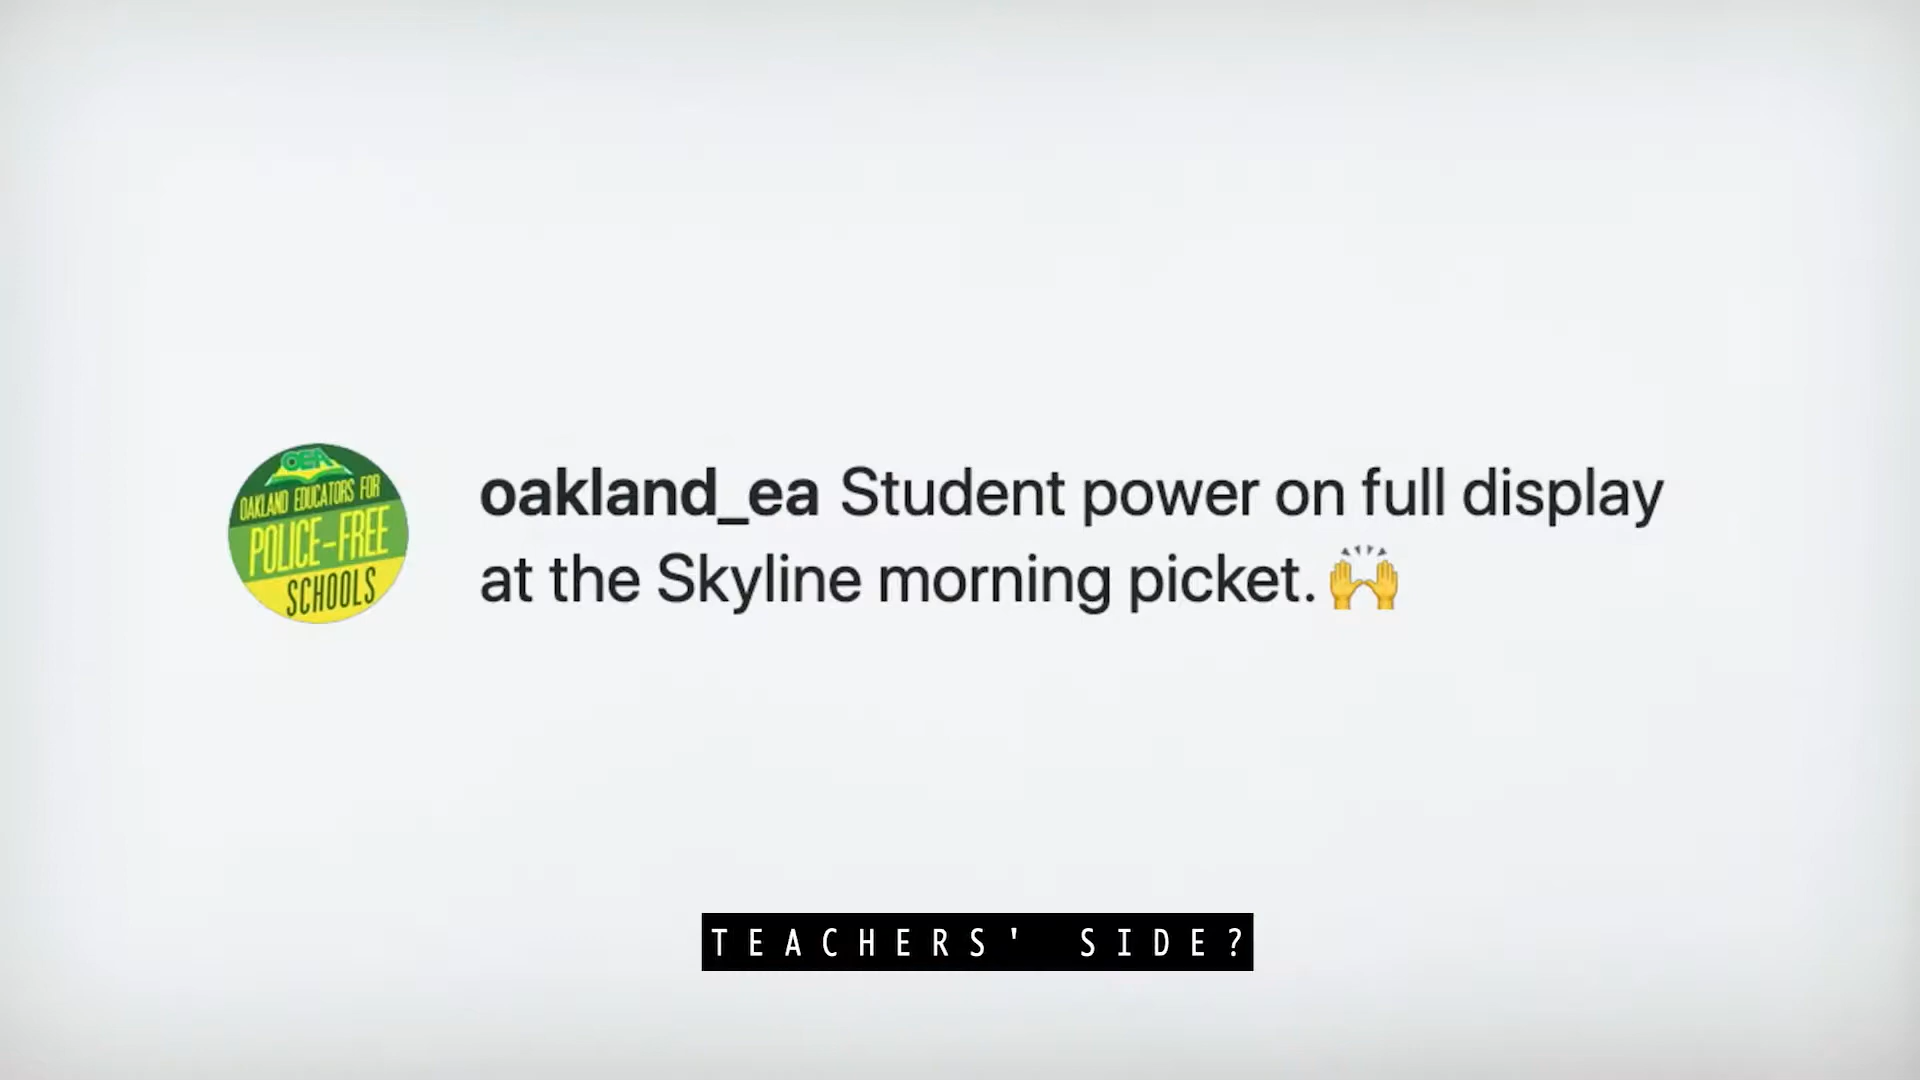 OEA
OAKLAND EDUCATORS FOR
POLICE-FREE
SCHOOLS
oakland_ea Student power on full display
at the Skyline morning picket. 🙌
TEACHERS' SIDE?